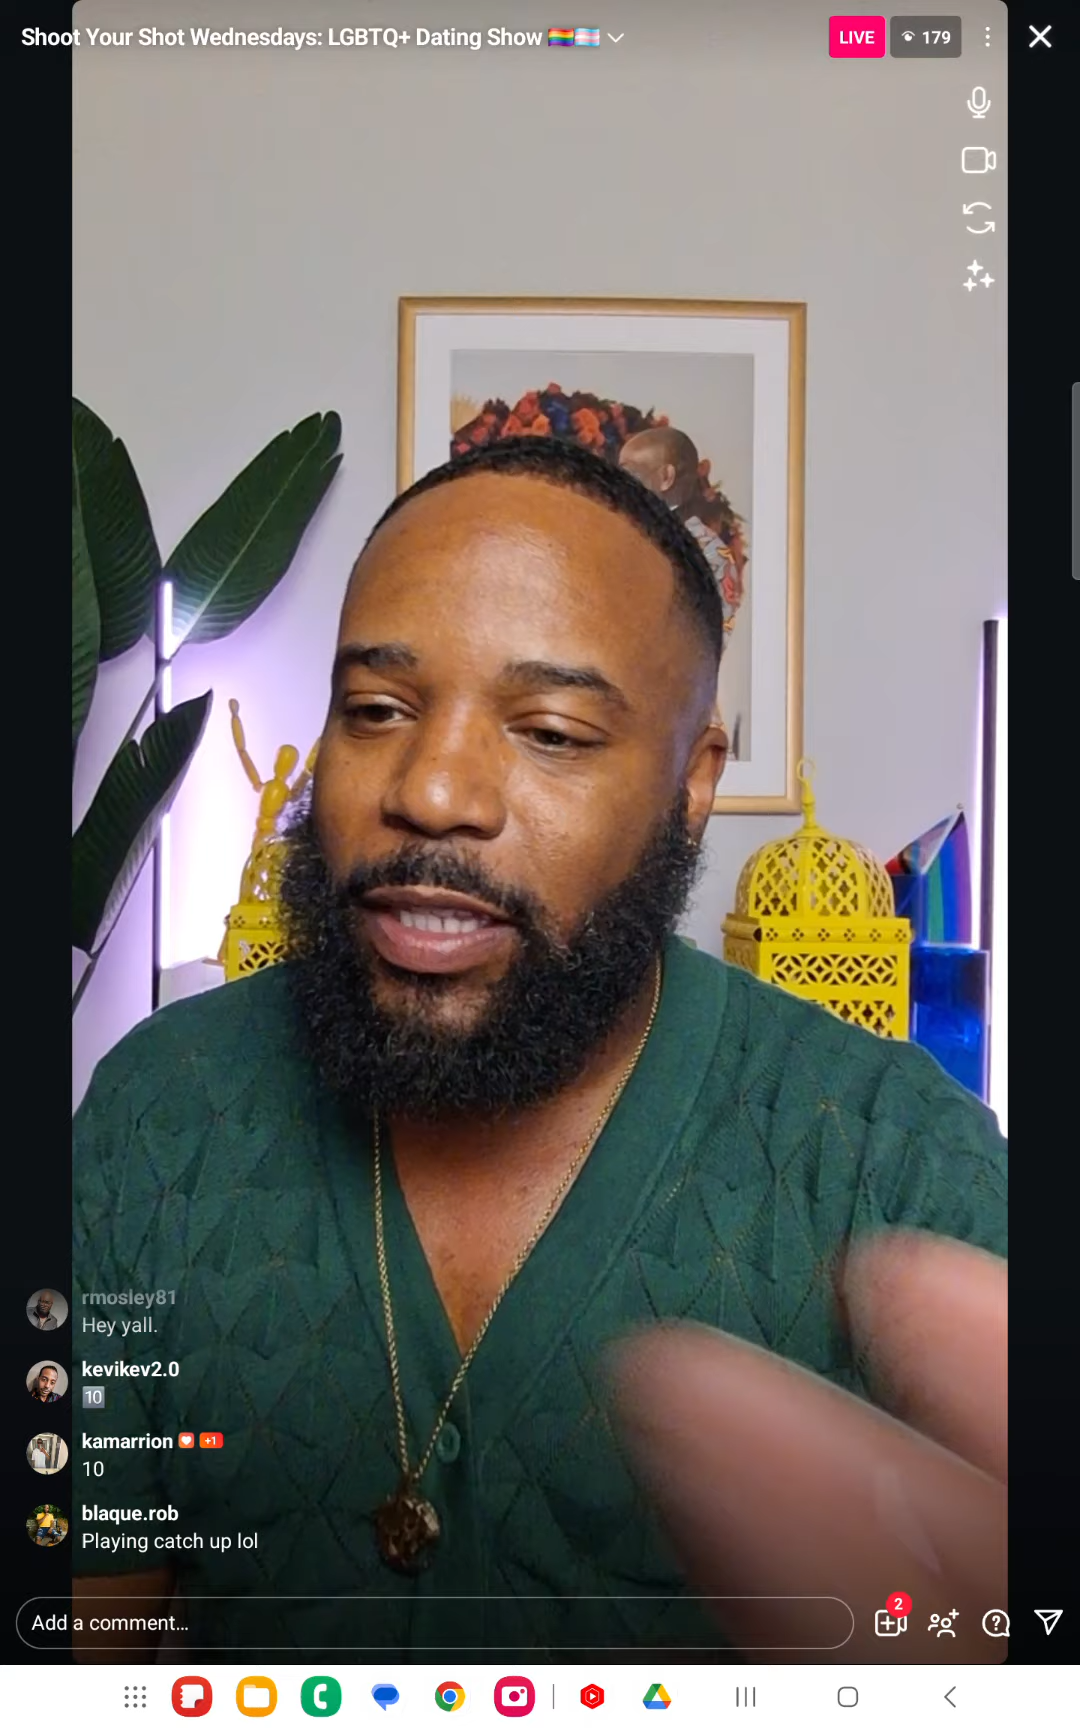 Shoot Your Shot Wednesdays: LGBTQ+ Dating Show 🏳️‍🌈🏳️‍⚧️
LIVE
179
rmosley81
Hey yall.
kevikev2.0
🔟
kamarrion +1
10
blaque.rob
Playing catch up lol
Add a comment...
2